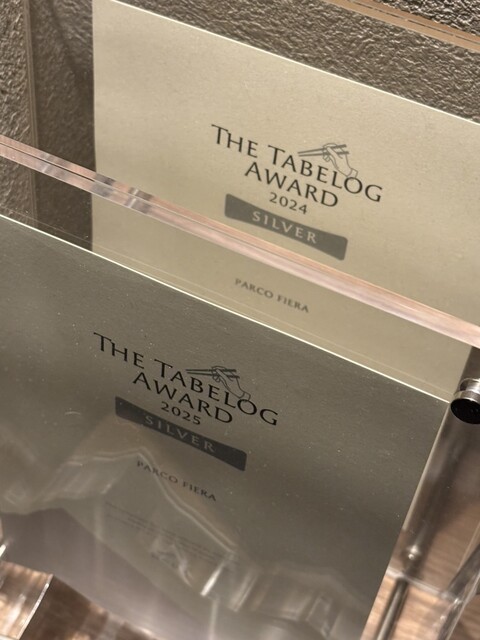 THE TABELOG
AWARD
2024
SILVER
PARCO FIERA
THE TABELOG
AWARD
2025
SILVER
PARCO FIERA